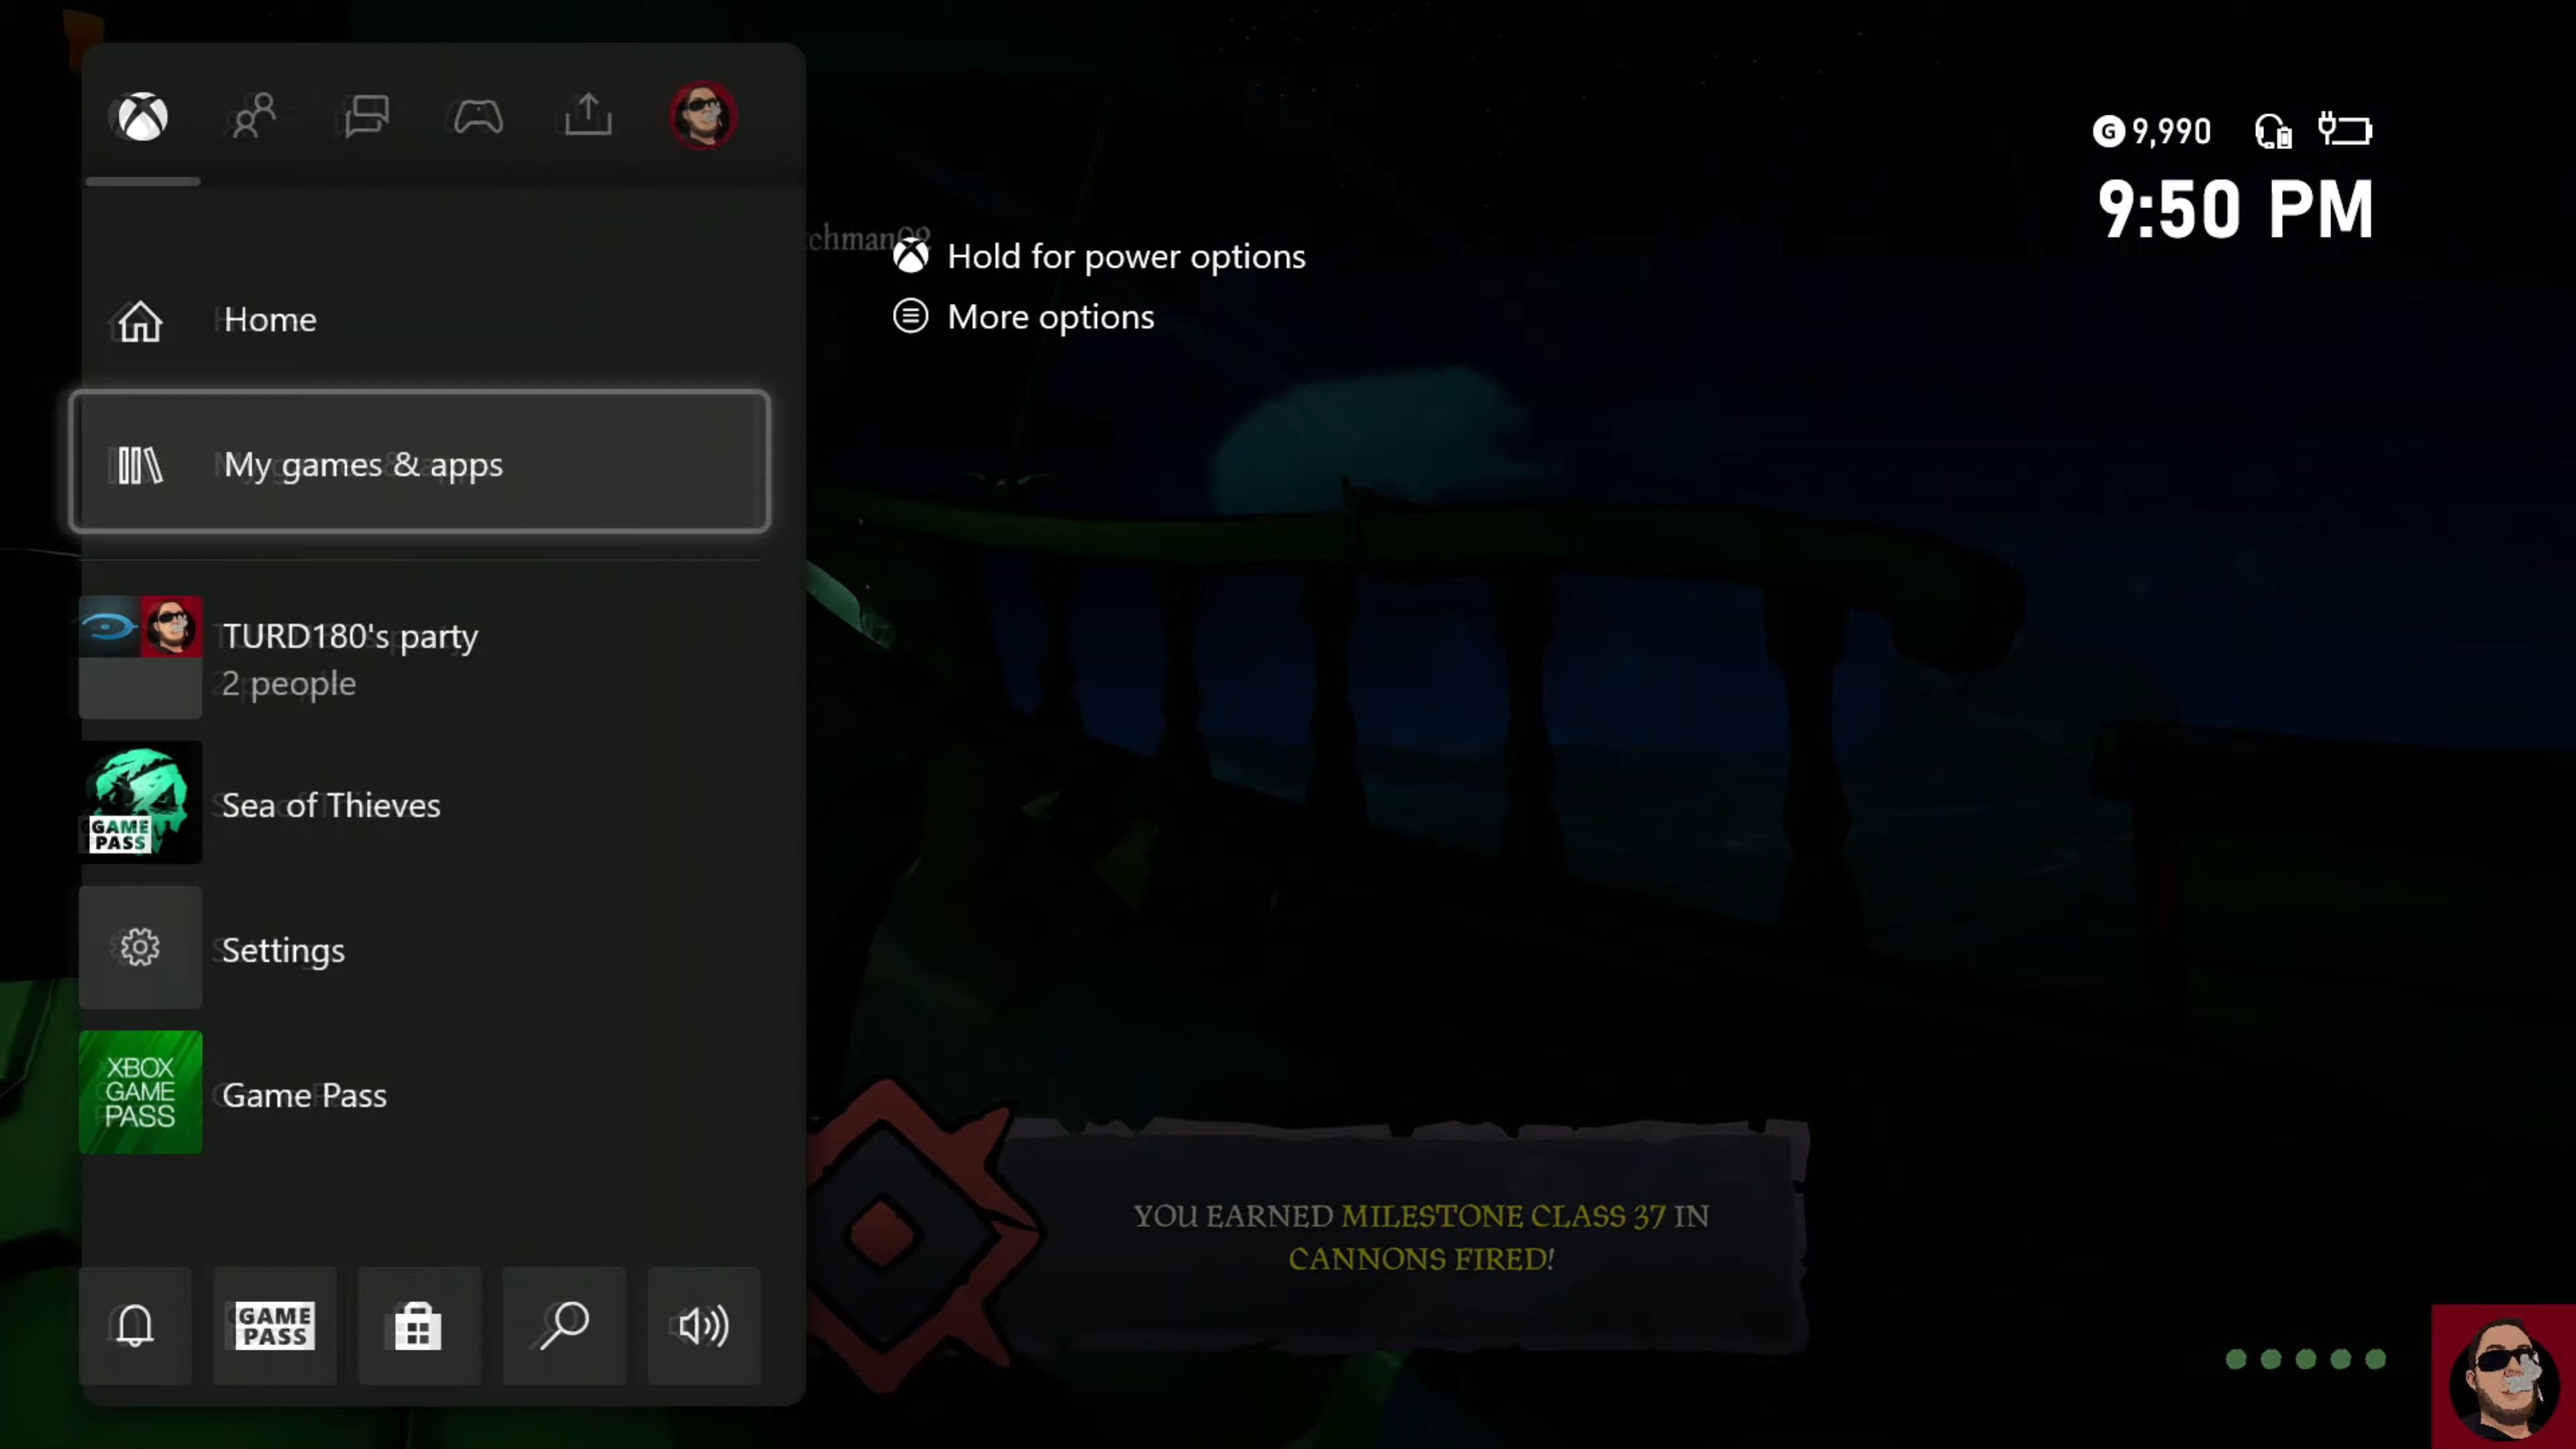 G 9,990
9:50 PM
Hold for power options
More options
Home
My games & apps
TURD180's party
2 people
GAME
PASS
Sea of Thieves
Settings
XBOX
GAME
PASS
Game Pass
YOU EARNED MILESTONE CLASS 37 IN
CANNONS FIRED!
GAME
PASS